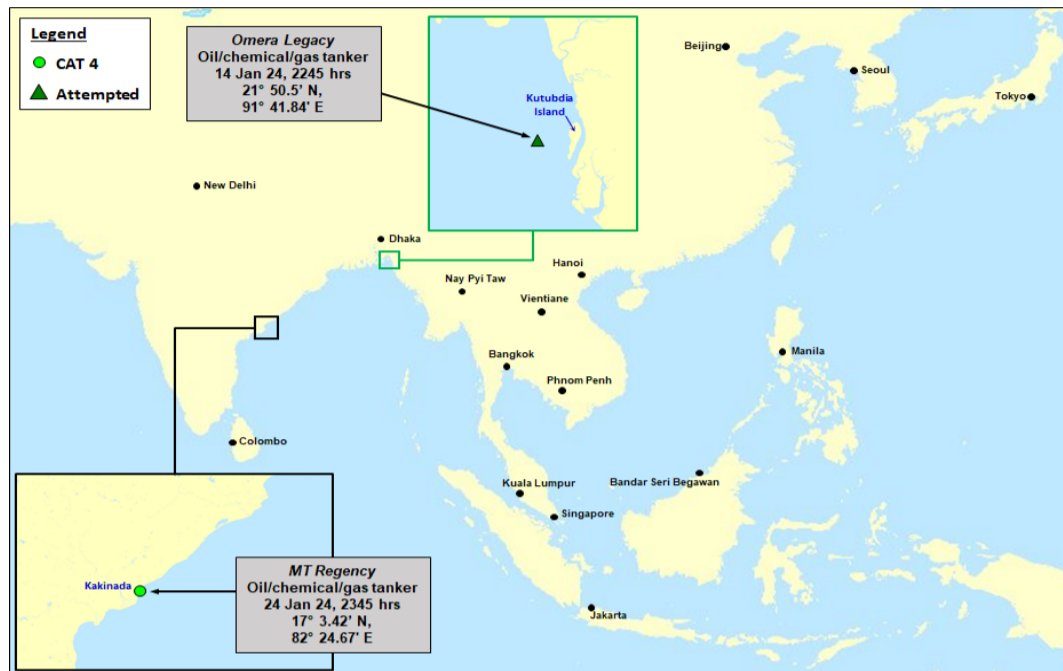 Legend
CAT 4
Attempted
Omera Legacy
Oil/chemical/gas tanker
14 Jan 24, 2245 hrs
21° 50.5' N,
91° 41.84' E
Kutubdia
Island
Beijing
Seoul
Tokyo
New Delhi
Dhaka
Hanoi
Nay Pyi Taw
Vientiane
Manila
Bangkok
Phnom Penh
Colombo
Kuala Lumpur
Bandar Seri Begawan
Singapore
Kakinada
MT Regency
Oil/chemical/gas tanker
24 Jan 24, 2345 hrs
17° 3.42' N,
82° 24.67' E
Jakarta